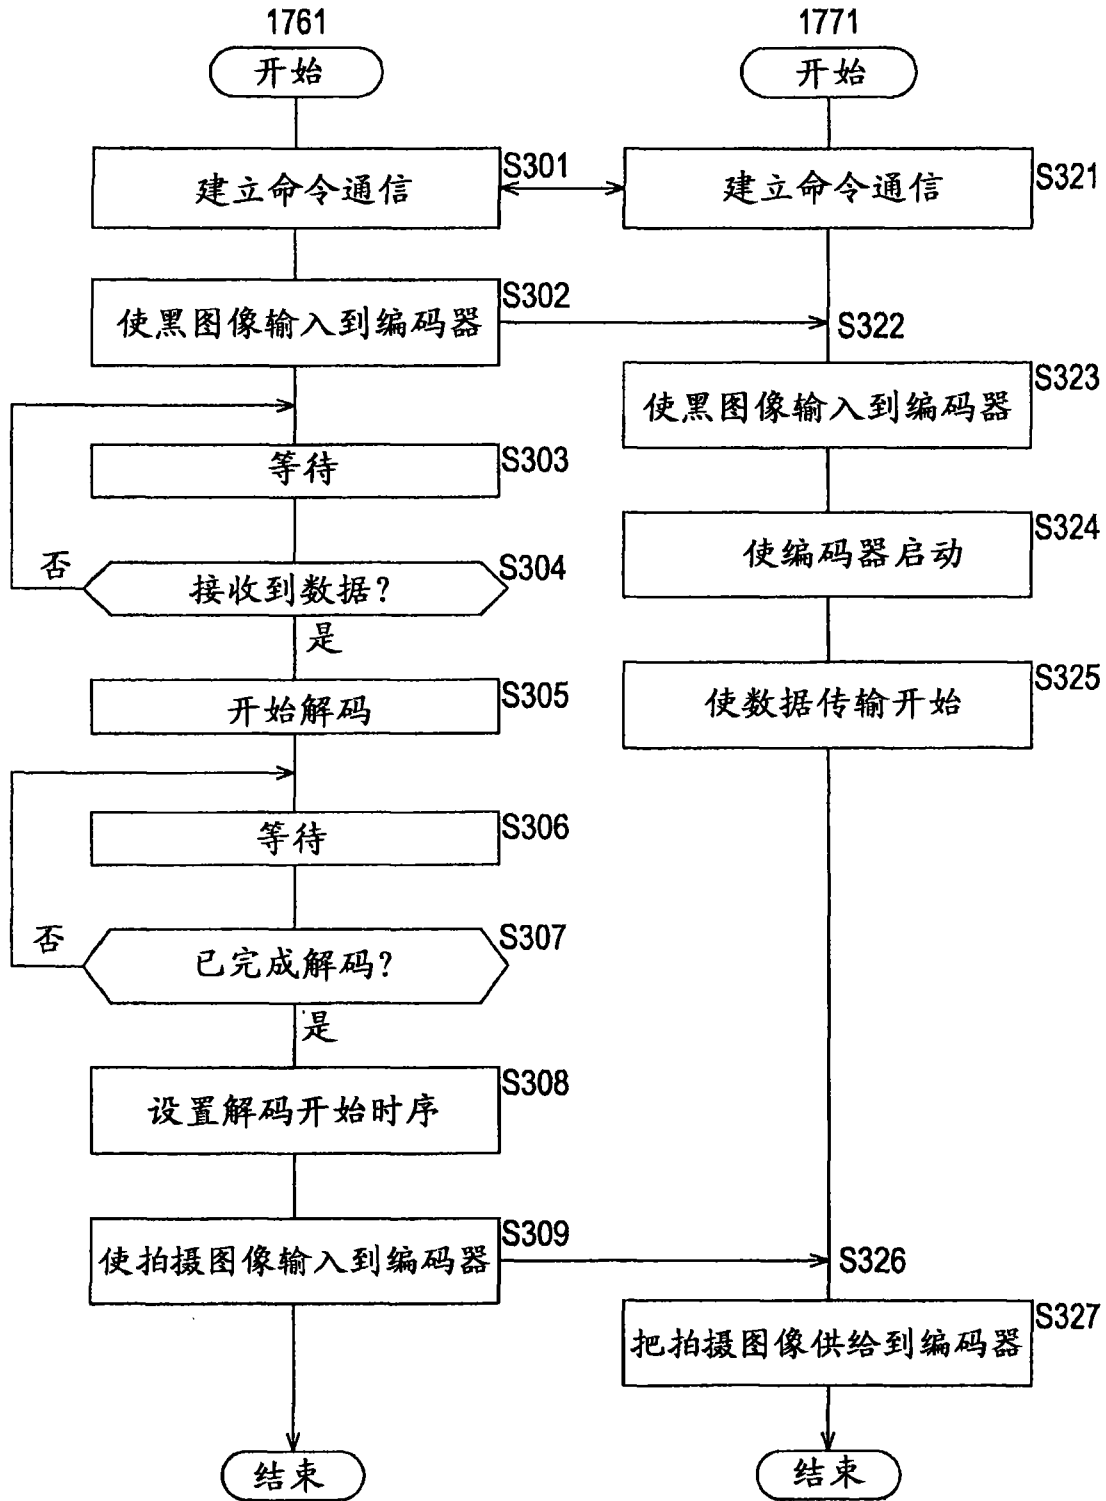 1761
开始
建立命令通信
S301
使黑图像输入到编码器
S302
等待
S303
否
接收到数据?
S304
是
开始解码
S305
等待
S306
否
已完成解码?
S307
是
设置解码开始时序
S308
使拍摄图像输入到编码器
S309
结束
1771
开始
建立命令通信
S321
S322
使黑图像输入到编码器
S323
使编码器启动
S324
使数据传输开始
S325
S326
把拍摄图像供给到编码器
S327
结束